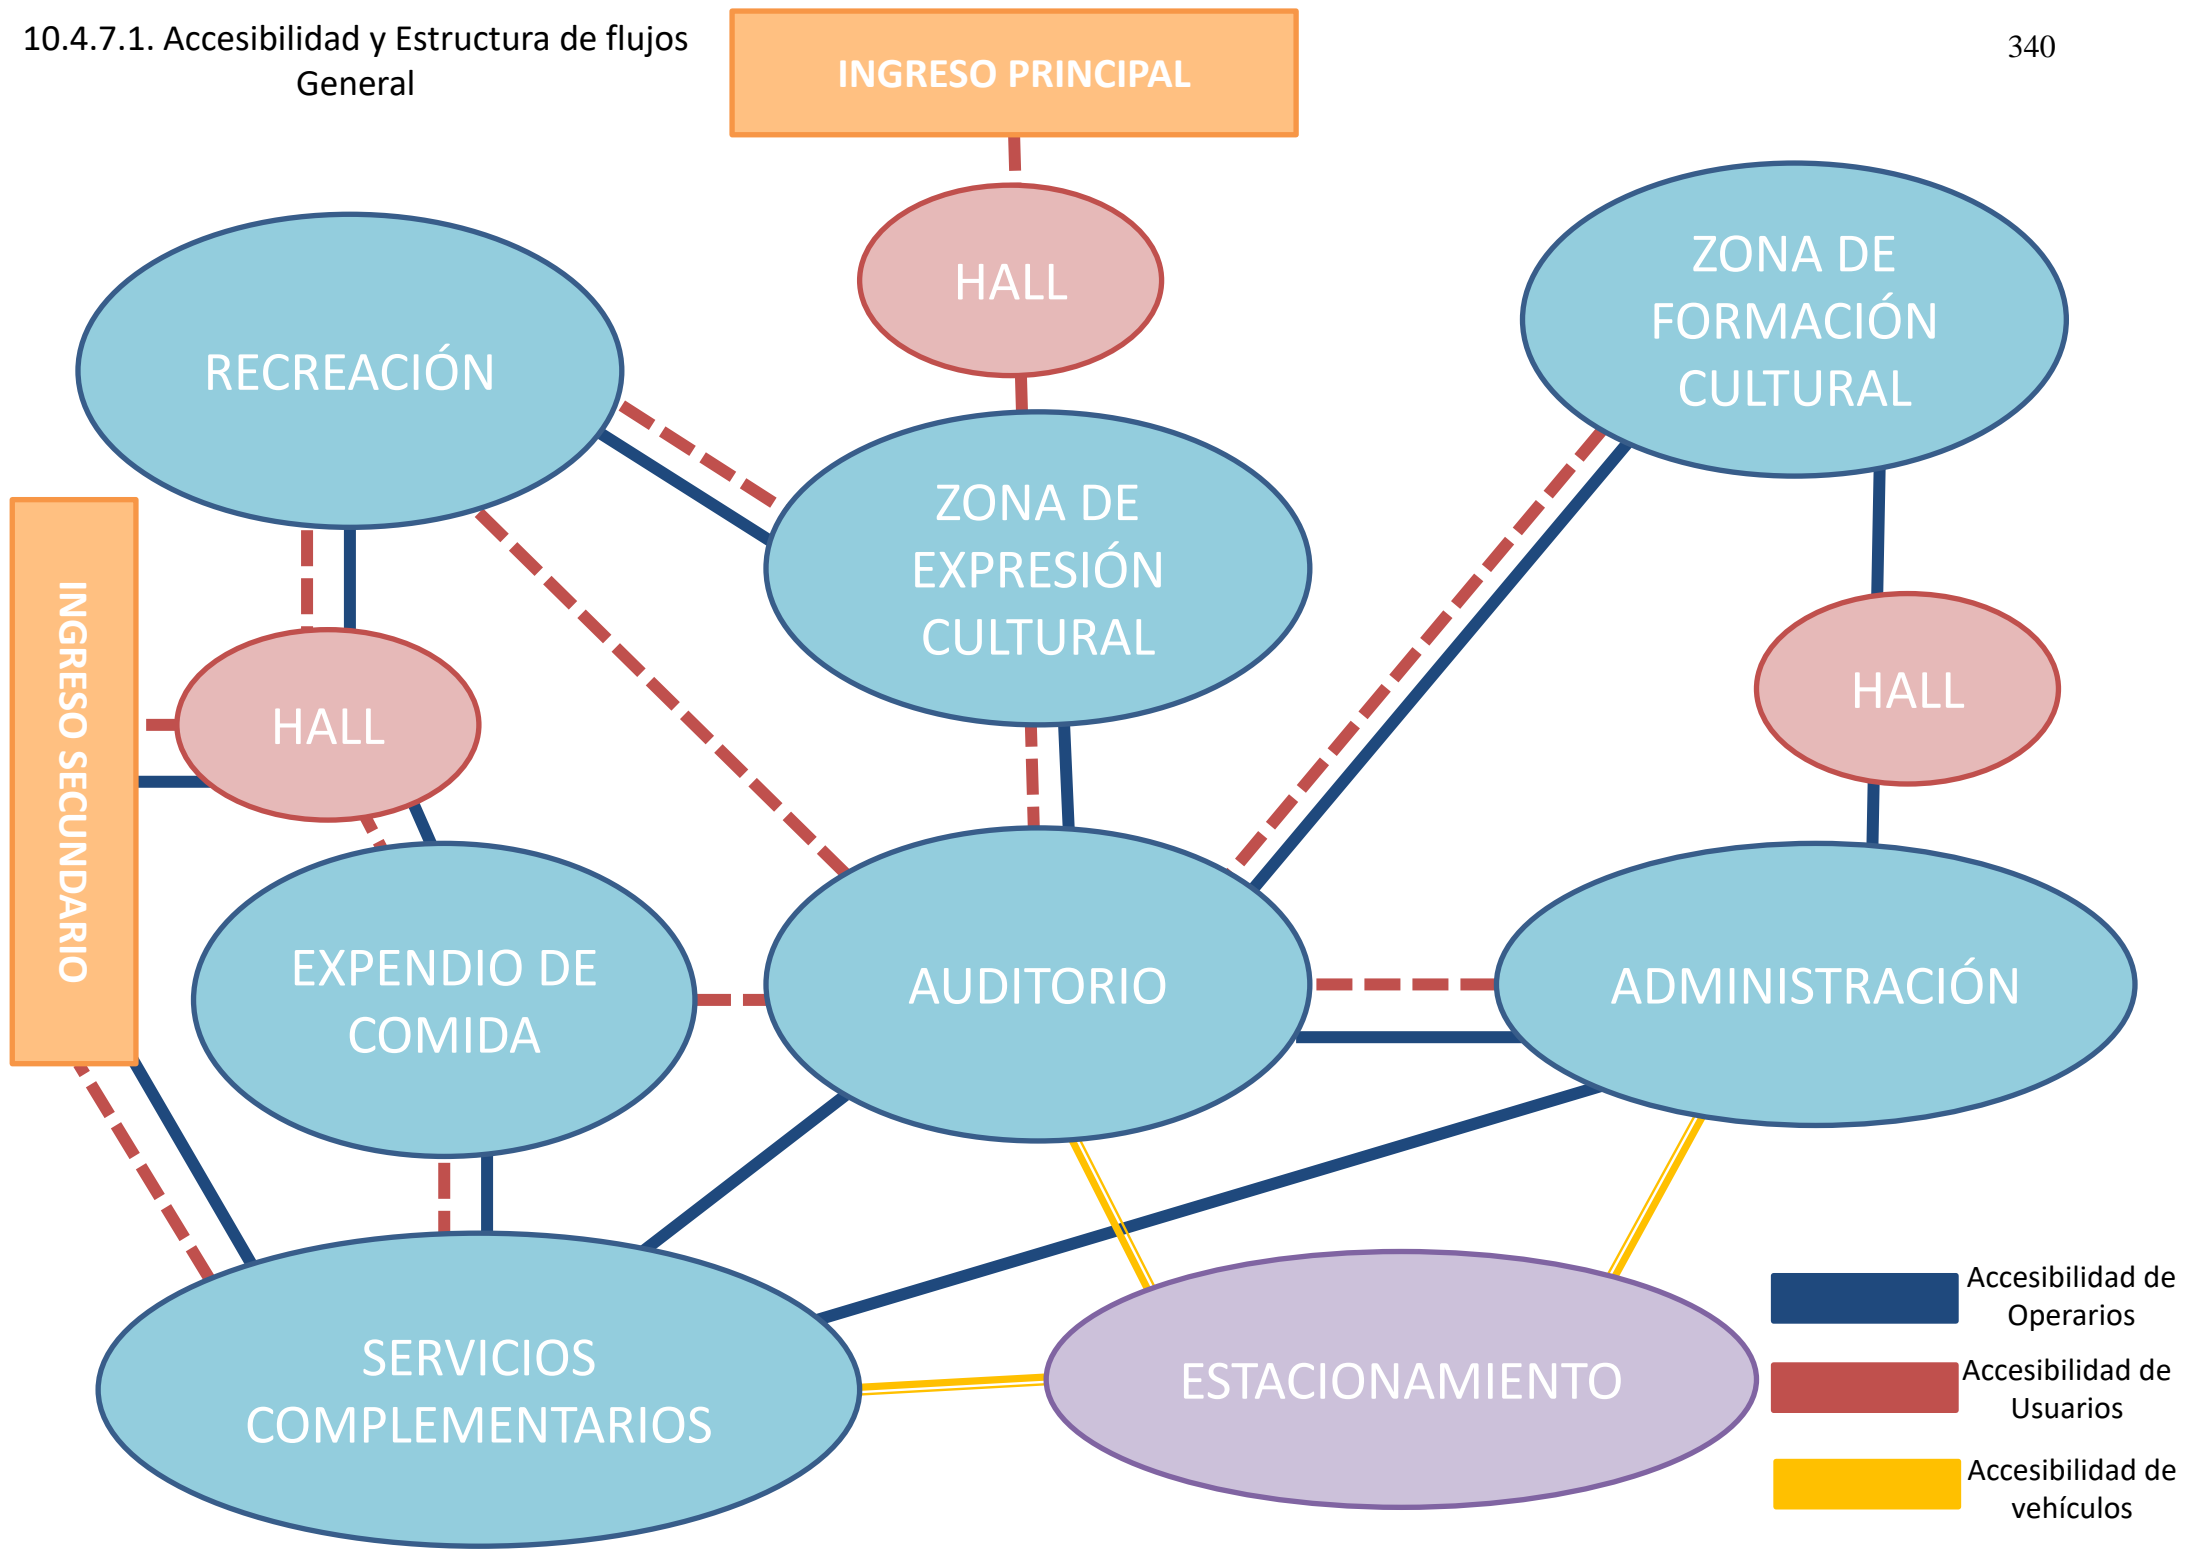 10.4.7.1. Accesibilidad y Estructura de flujos
General
340
INGRESO PRINCIPAL
HALL
RECREACIÓN
ZONA DE
FORMACIÓN
CULTURAL
ZONA DE
EXPRESIÓN
CULTURAL
INGRESO SECUNDARIO
HALL
HALL
EXPENDIO DE
COMIDA
AUDITORIO
ADMINISTRACIÓN
SERVICIOS
COMPLEMENTARIOS
ESTACIONAMIENTO
Accesibilidad de
Operarios
Accesibilidad de
Usuarios
Accesibilidad de
vehículos